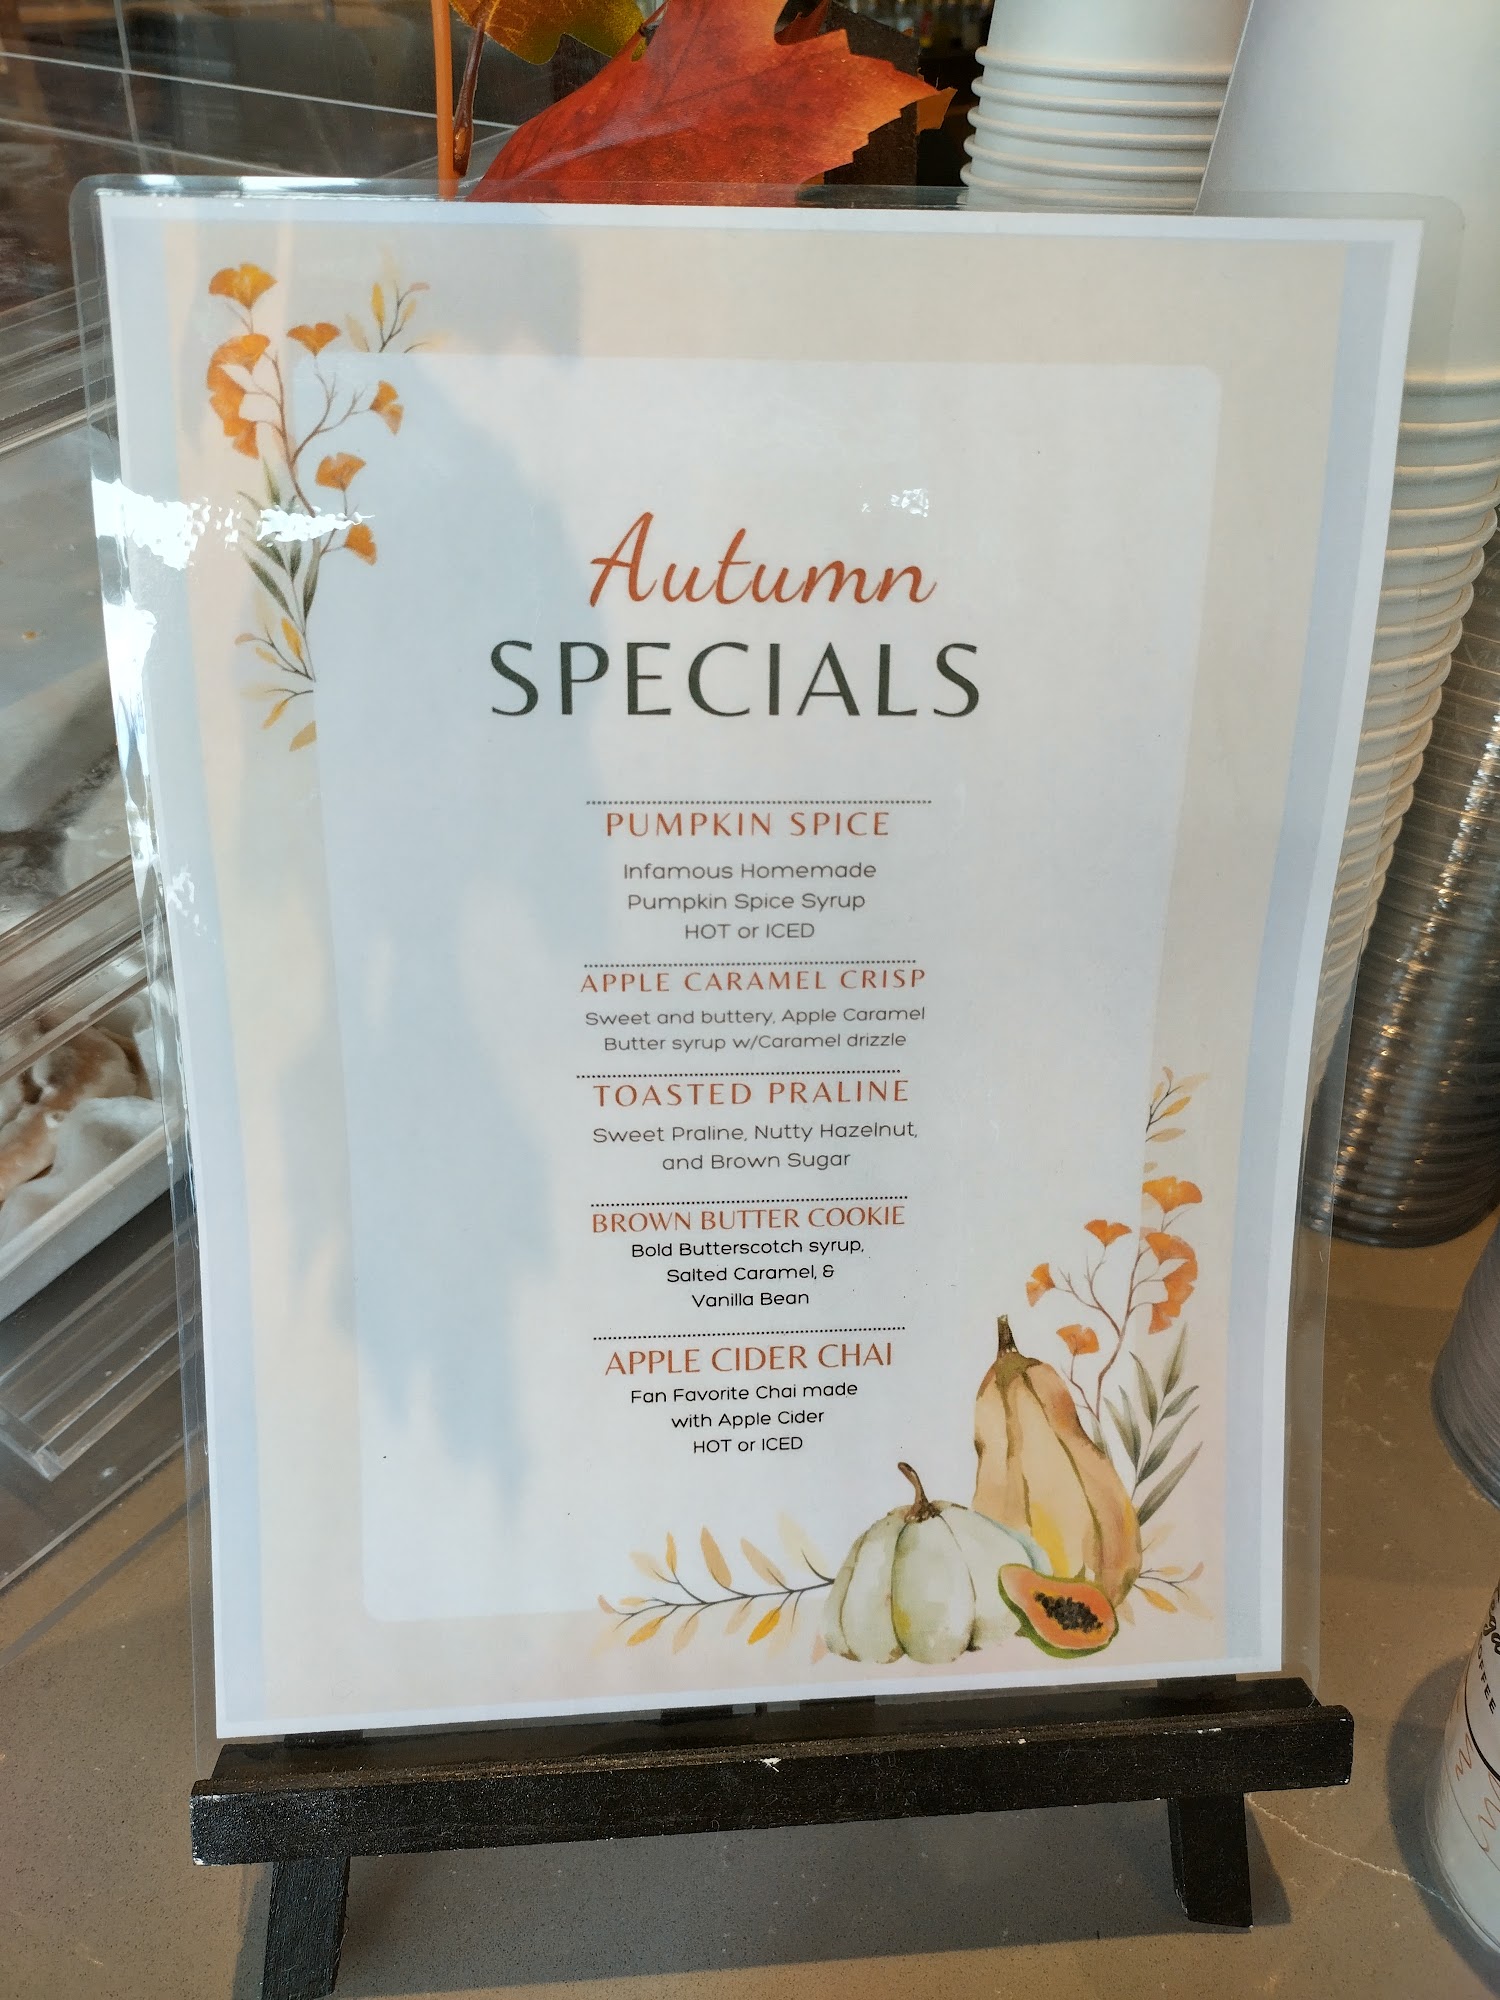 Autumn
SPECIALS
PUMPKIN SPICE
Infamous Homemade
Pumpkin Spice Syrup
HOT or ICED
APPLE CARAMEL CRISP
Sweet and buttery, Apple Caramel
Butter syrup w/Caramel drizzle
TOASTED PRALINE
Sweet Praline, Nutty Hazelnut,
and Brown Sugar
BROWN BUTTER COOKIE
Bold Butterscotch syrup,
Salted Caramel, &
Vanilla Bean
APPLE CIDER CHAI
Fan Favorite Chai made
with Apple Cider
HOT or ICED